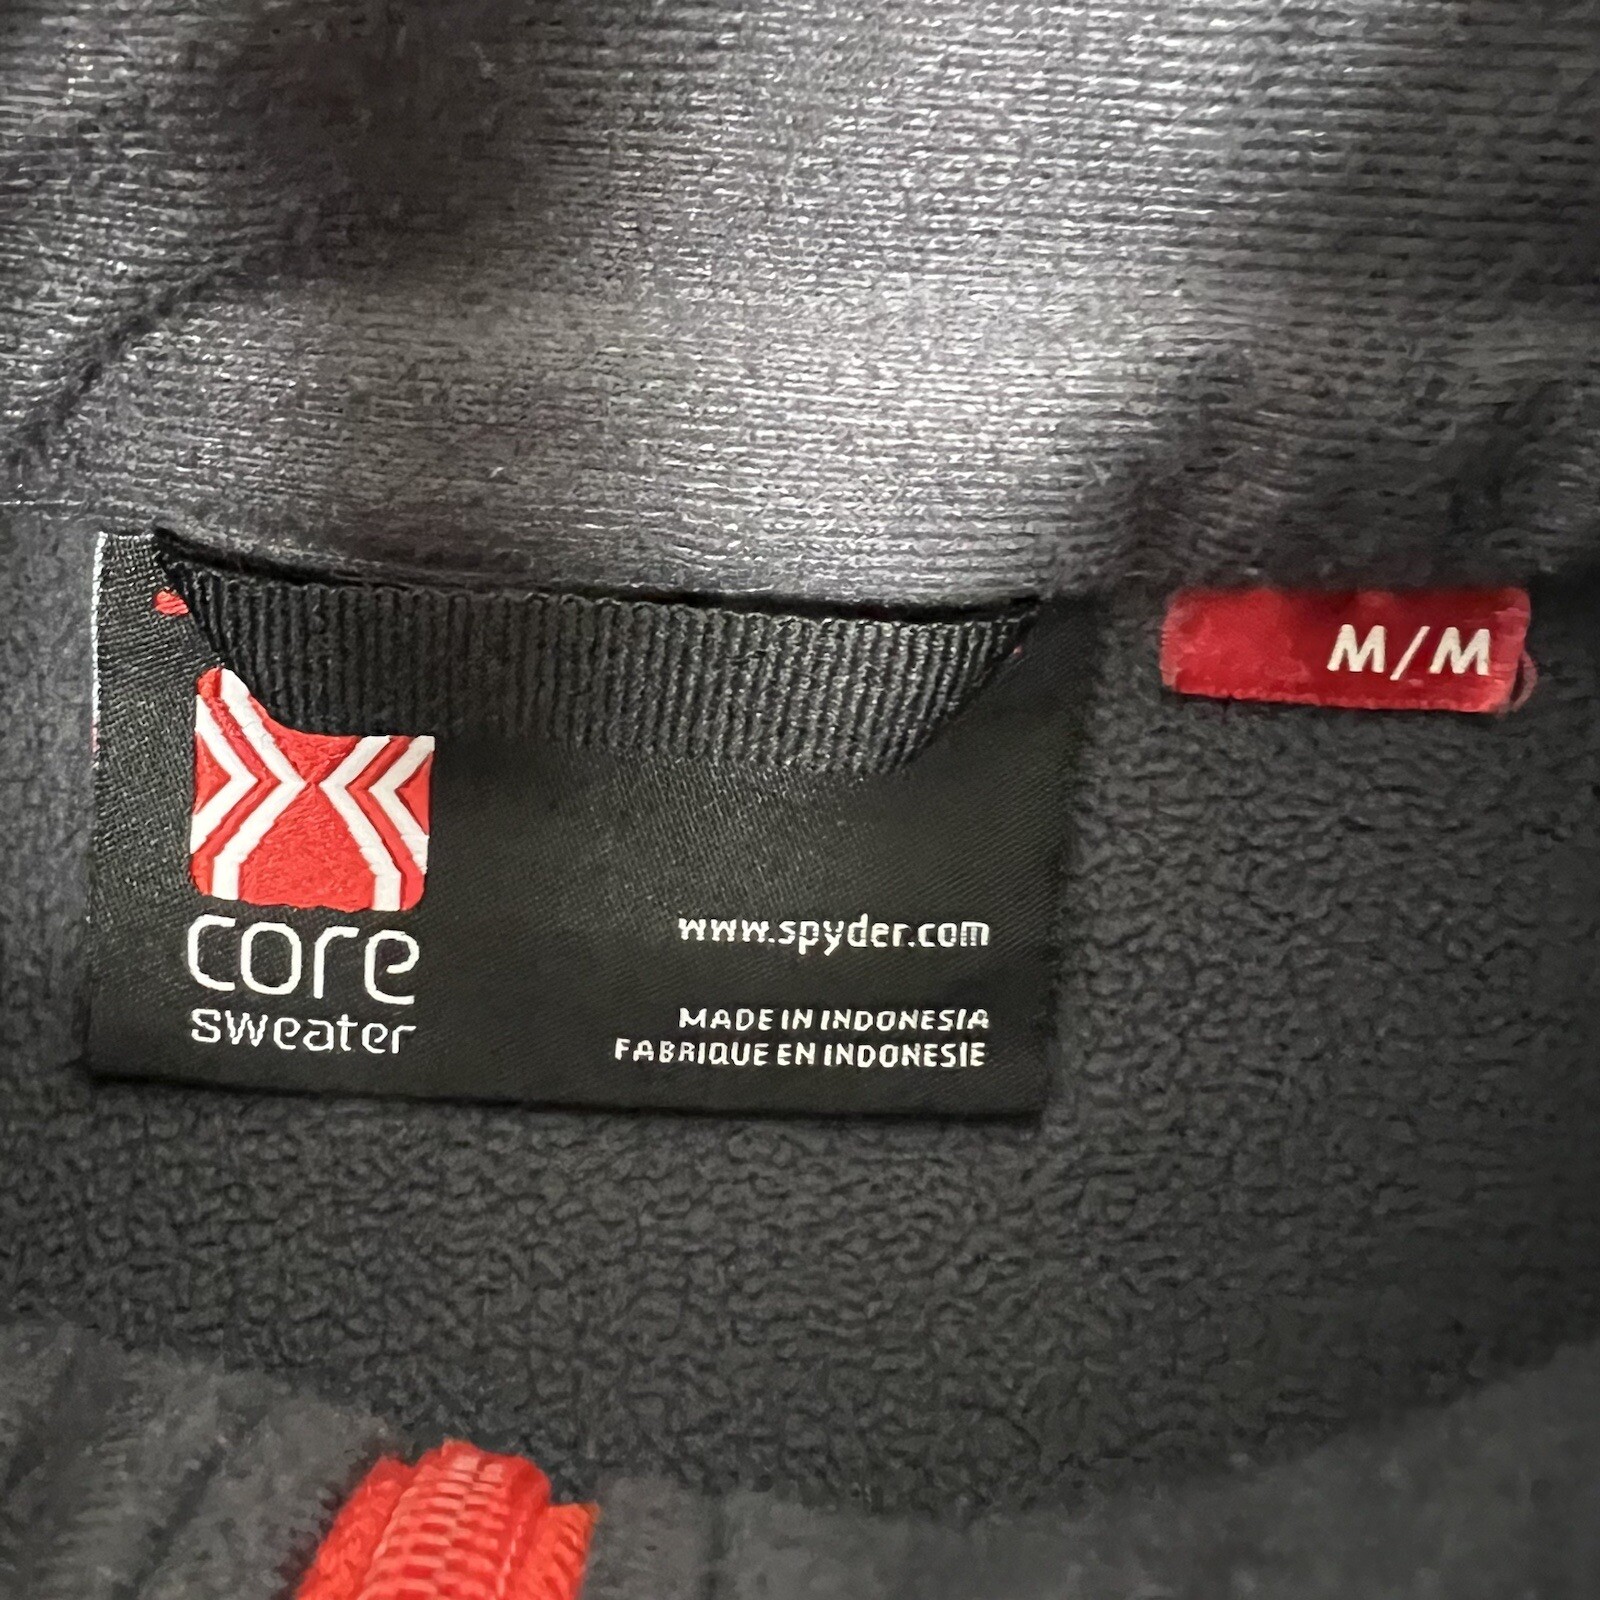 M/M
core
sweater
www.spyder.com
MADE IN INDONESIA
FABRIQUE EN INDONESIE